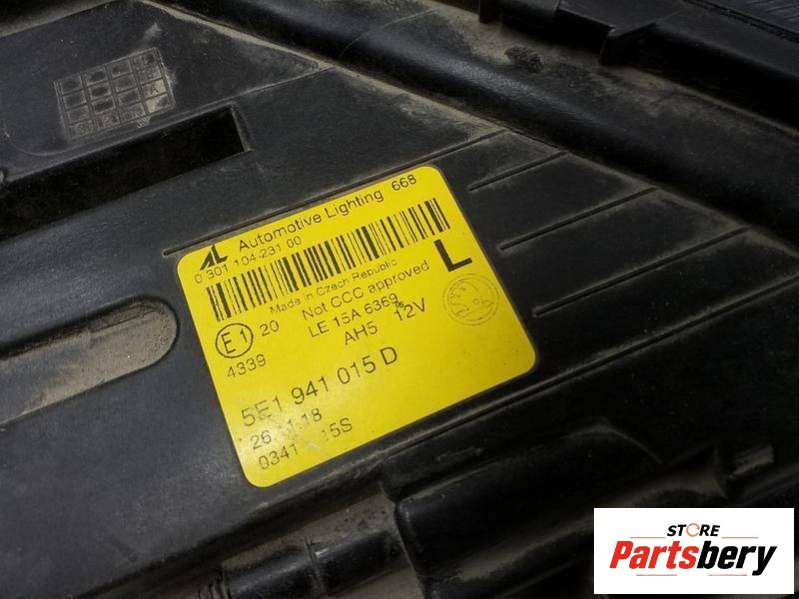 AL Automotive Lighting 668
0 301 104 231 00
Made in Czech Republic
Not CCC approved
L
E1 20
LE 15A 6369
4339
AH5 12V
5E1 941 015 D
STORE
Partsbery